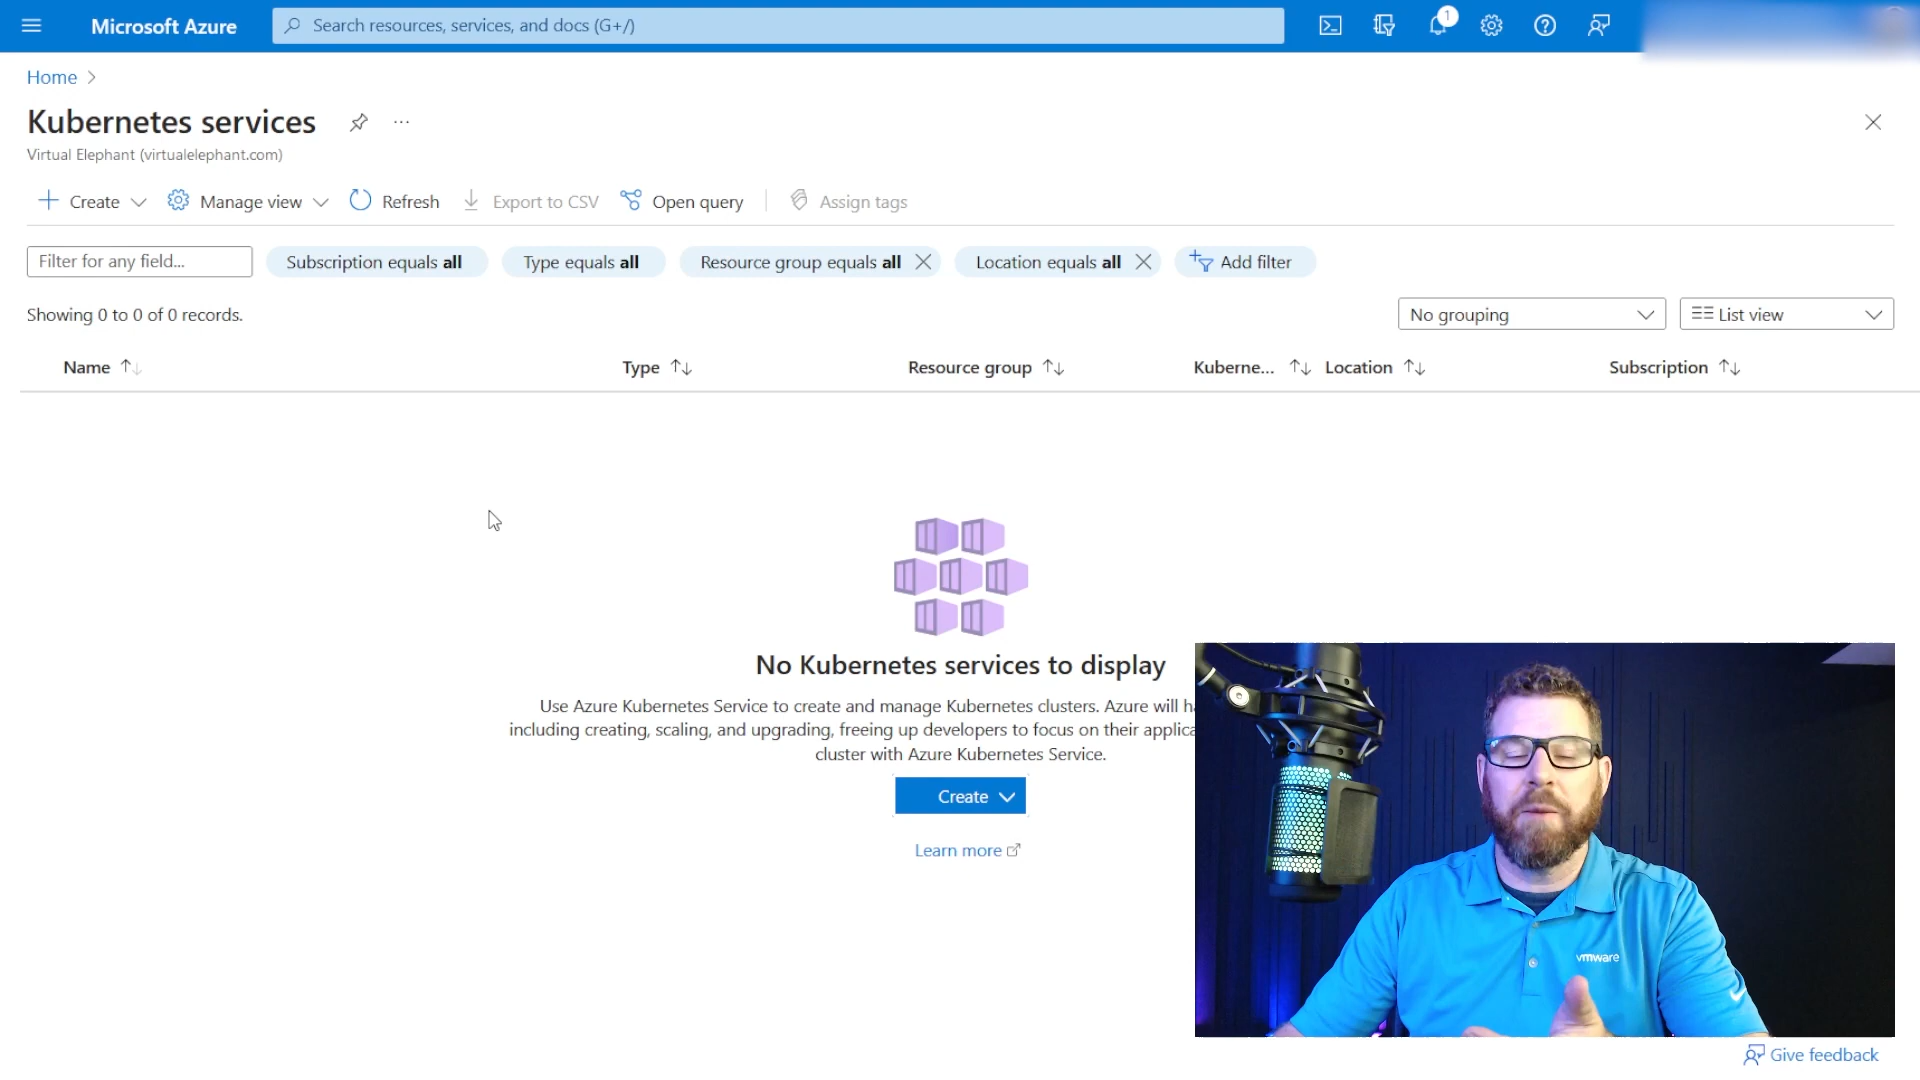 Microsoft Azure
Search resources, services, and docs (G+/)
1
Home
Kubernetes services
...
Virtual Elephant (virtualelephant.com)
Create
Manage view
Refresh
Export to CSV
Open query
Assign tags
Filter for any field...
Subscription equals all
Type equals all
Resource group equals all
Location equals all
Add filter
Showing 0 to 0 of 0 records.
No grouping
List view
Name
Type
Resource group
Kuberne...
Location
Subscription
No Kubernetes services to display
Use Azure Kubernetes Service to create and manage Kubernetes clusters. Azure will
including creating, scaling, and upgrading, freeing up developers to focus on their
cluster with Azure Kubernetes Service.
Create
Learn more
vmware
Give feedback